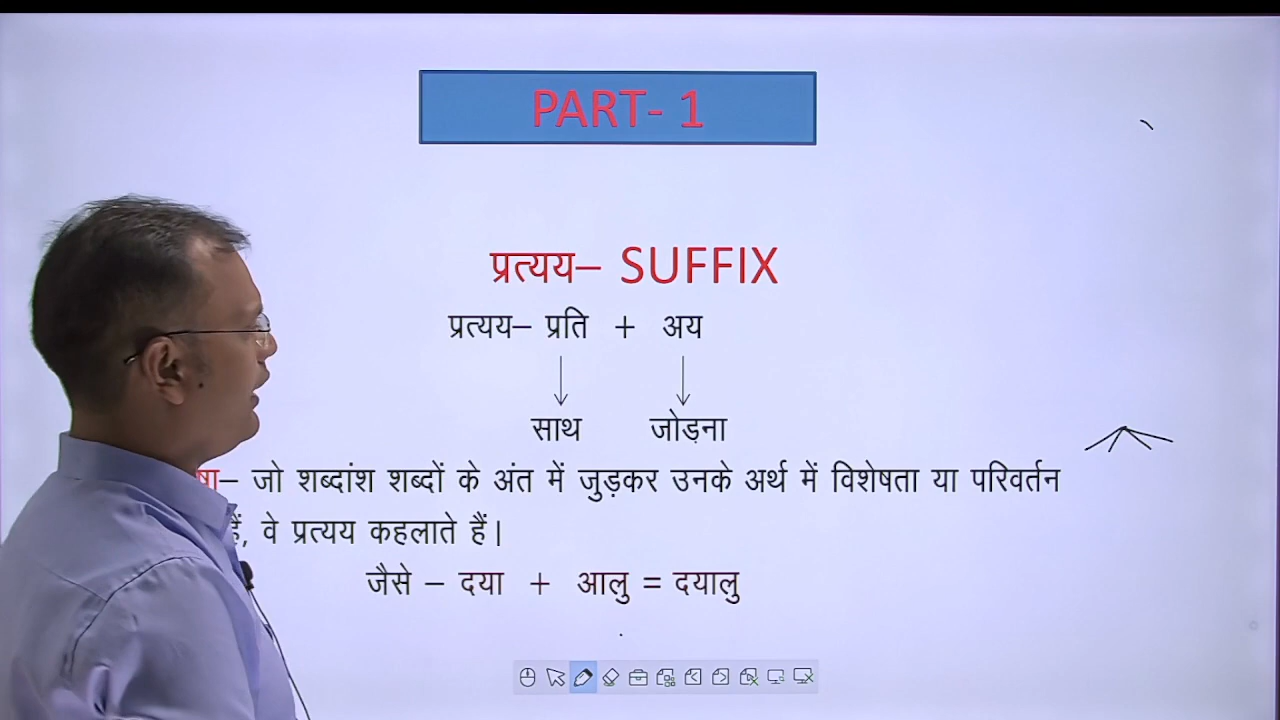 PART- 1
प्रत्यय– SUFFIX
प्रत्यय– प्रति + अय
साथ जोड़ना
– जो शब्दांश शब्दों के अंत में जुड़कर उनके अर्थ में विशेषता या परिवर्तन
हैं, वे प्रत्यय कहलाते हैं।
जैसे – दया + आलु = दयालु